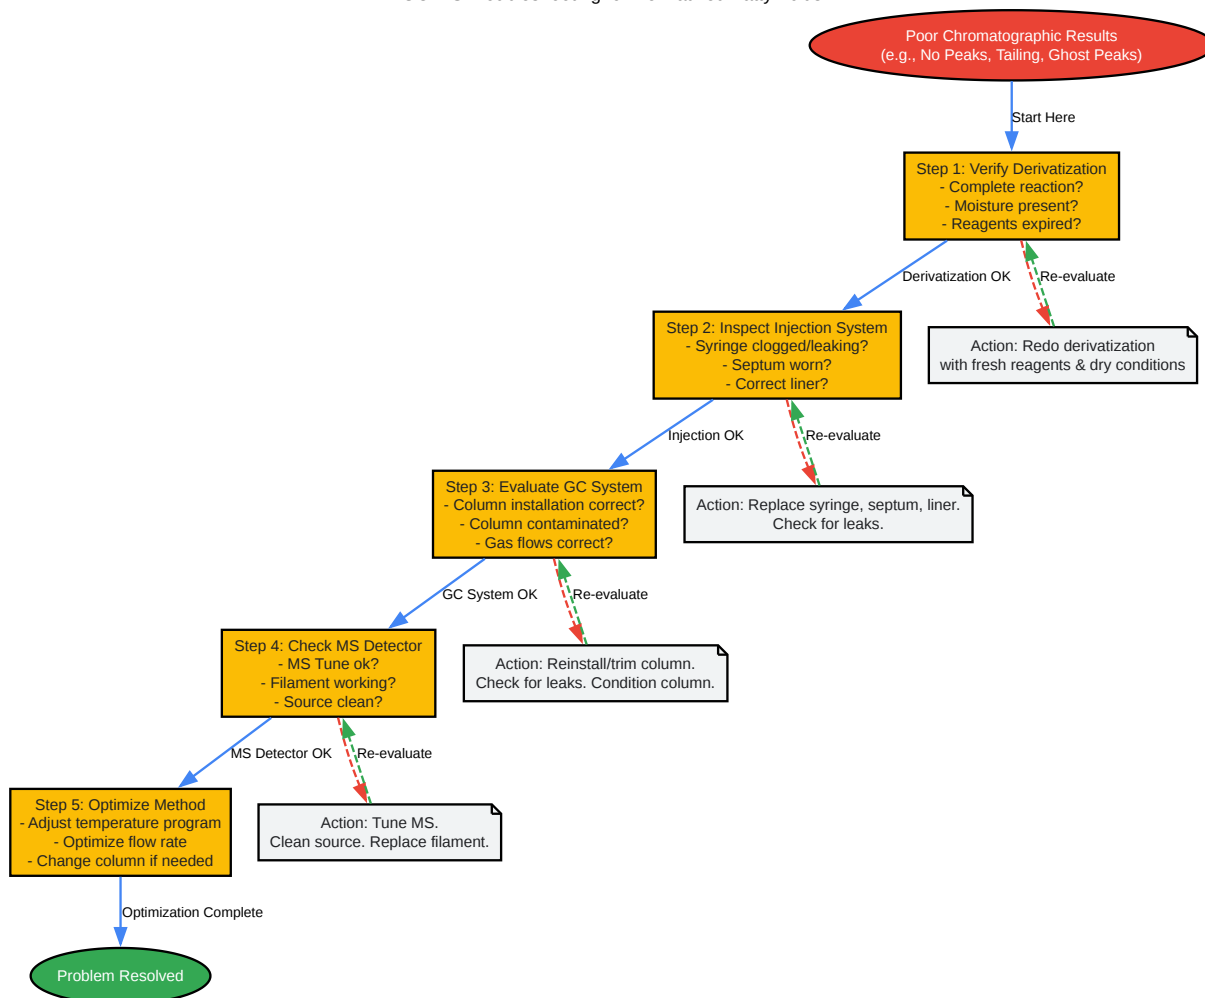 Poor Chromatographic Results
(e.g., No Peaks, Tailing, Ghost Peaks)
Start Here
Step 1: Verify Derivatization
- Complete reaction?
- Moisture present?
- Reagents expired?
Derivatization OK
Re-evaluate
Action: Redo derivatization
with fresh reagents & dry conditions
Step 2: Inspect Injection System
- Syringe clogged/leaking?
- Septum worn?
- Correct liner?
Injection OK
Re-evaluate
Action: Replace syringe, septum, liner.
Check for leaks.
Step 3: Evaluate GC System
- Column installation correct?
- Column contaminated?
- Gas flows correct?
GC System OK
Re-evaluate
Action: Reinstall/trim column.
Check for leaks. Condition column.
Step 4: Check MS Detector
- MS Tune ok?
- Filament working?
- Source clean?
MS Detector OK
Re-evaluate
Action: Tune MS.
Clean source. Replace filament.
Step 5: Optimize Method
- Adjust temperature program
- Optimize flow rate
- Change column if needed
Optimization Complete
Problem Resolved